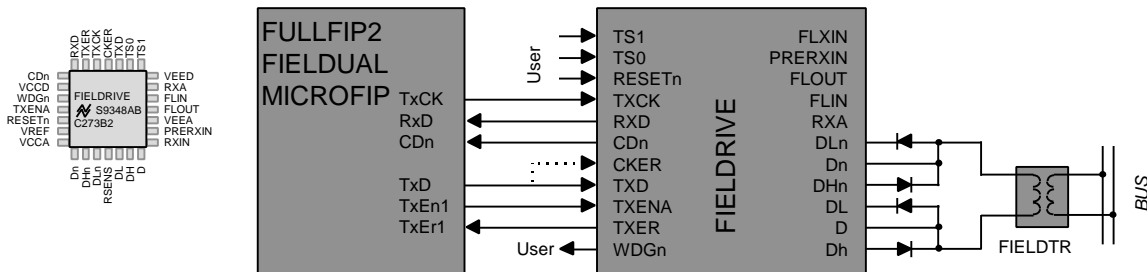 RXD
TXER
TXCK
CKER
TXD
TS0
TS1
CDn
VCCD
WDGn
TXENA
RESETn
VREF
VCCA
FIELDRIVE
S9348AB
C273B2
VEED
RXA
FLIN
FLOUT
VEEA
PRERXIN
RXIN
Dn
DHn
DLn
RSENS
DL
DH
D
FULLFIP2
FIELDUAL
MICROFIP
TxCK
RxD
CDn
TxD
TxEn1
TxEr1
User
User
TS1
TS0
RESETn
TXCK
RXD
CDn
CKER
TXD
TXENA
TXER
WDGn
FIELDRIVE
FLXIN
PRERXIN
FLOUT
FLIN
RXA
DLn
Dn
DHn
DL
D
Dh
FIELDTR
BUS